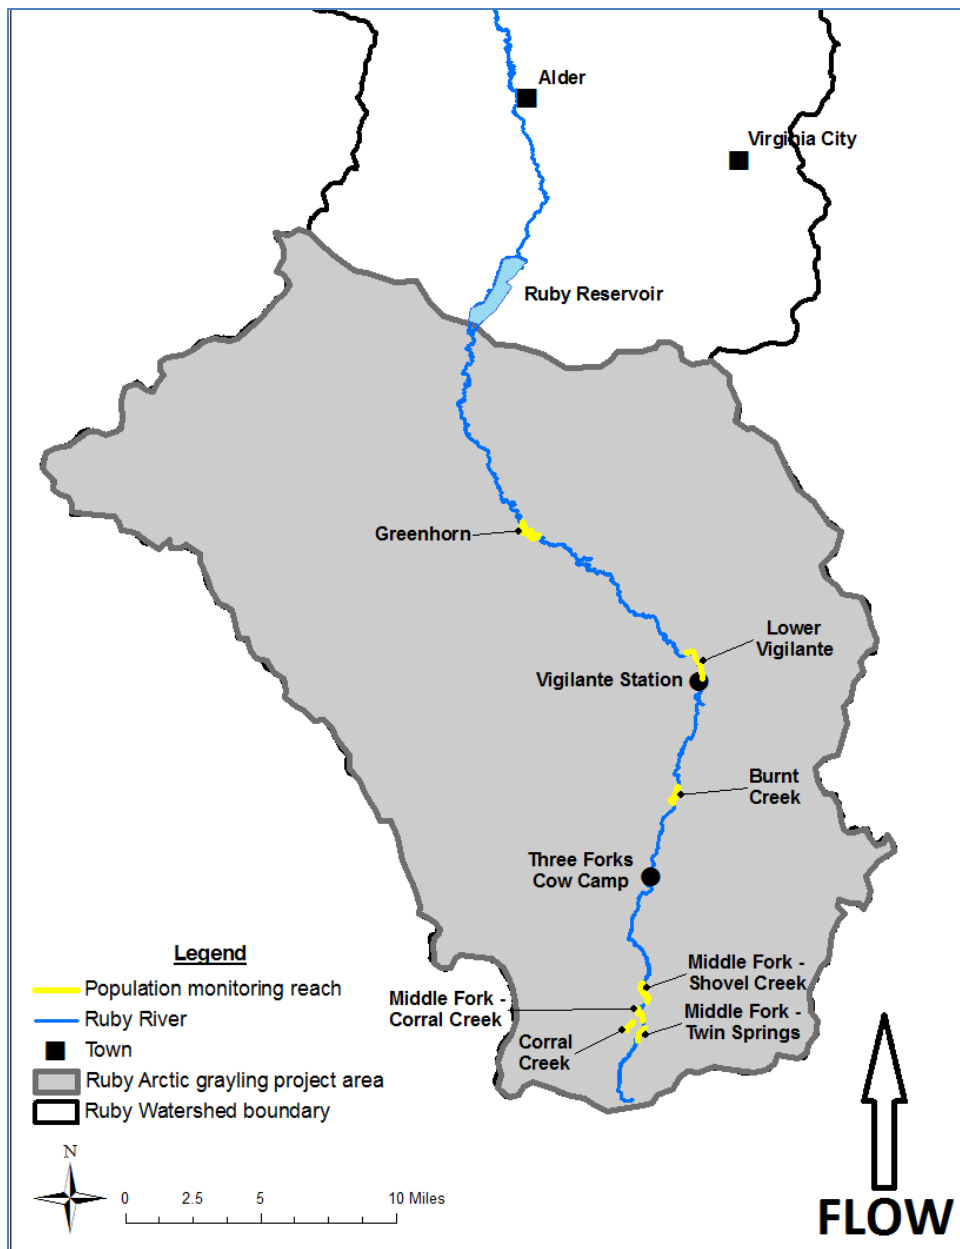 Alder
Virginia City
Ruby Reservoir
Greenhorn
Lower
Vigilante
Vigilante Station
Burnt
Creek
Three Forks
Cow Camp
Middle Fork -
Shovel Creek
Middle Fork -
Corral Creek
Middle Fork -
Twin Springs
Corral
Creek
Legend
Population monitoring reach
Ruby River
Town
Ruby Arctic grayling project area
Ruby Watershed boundary
N
0 2.5 5 10 Miles
FLOW